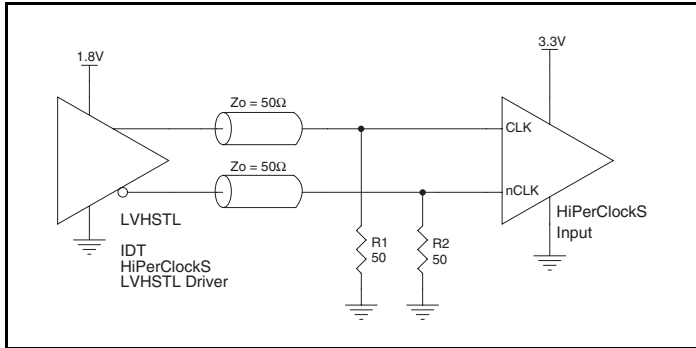 1.8V
3.3V
Zo = 50Ω
CLK
Zo = 50Ω
nCLK
LVHSTL
IDT
HiPerClockS
LVHSTL Driver
R1
50
R2
50
HiPerClockS
Input